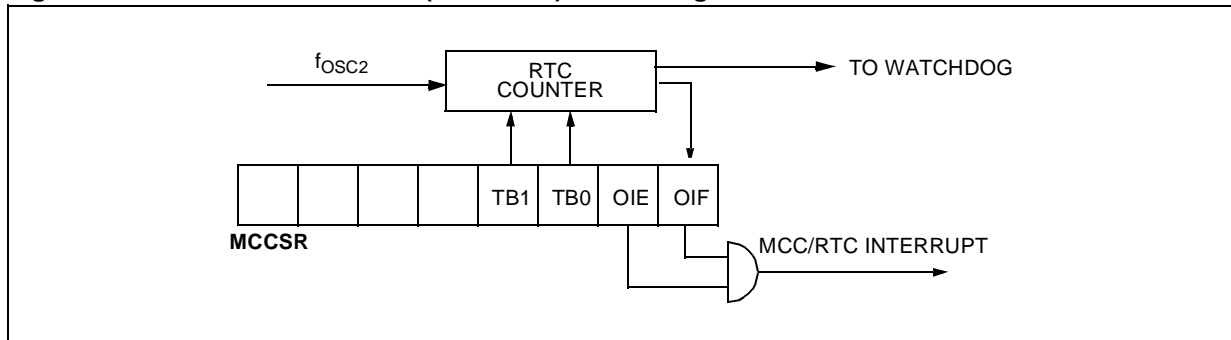 fOSC2
RTC
COUNTER
TO WATCHDOG
TB1 TB0 OIE OIF
MCCSR
MCC/RTC INTERRUPT